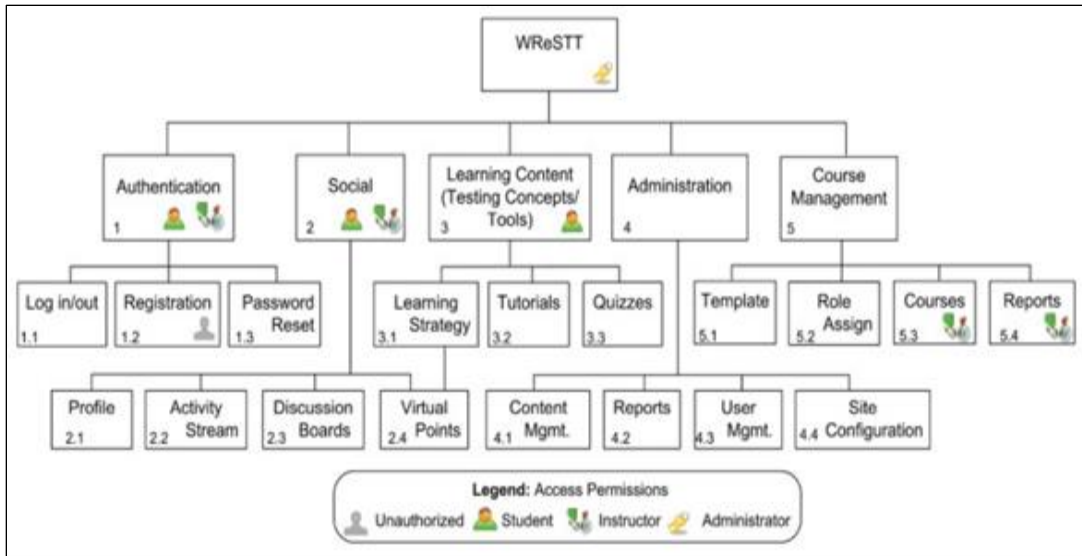 WReSTT
Authentication
1
Social
2
Learning Content
(Testing Concepts/
Tools)
3
Administration
4
Course
Management
5
Log in/out
1.1
Registration
1.2
Password
Reset
1.3
Learning
Strategy
3.1
Tutorials
3.2
Quizzes
3.3
Template
5.1
Role
Assign
5.2
Courses
5.3
Reports
5.4
Profile
2.1
Activity
Stream
2.2
Discussion
Boards
2.3
Virtual
Points
2.4
Content
Mgmt.
4.1
Reports
4.2
User
Mgmt.
4.3
Site
Configuration
4.4
Legend: Access Permissions
Unauthorized Student Instructor Administrator